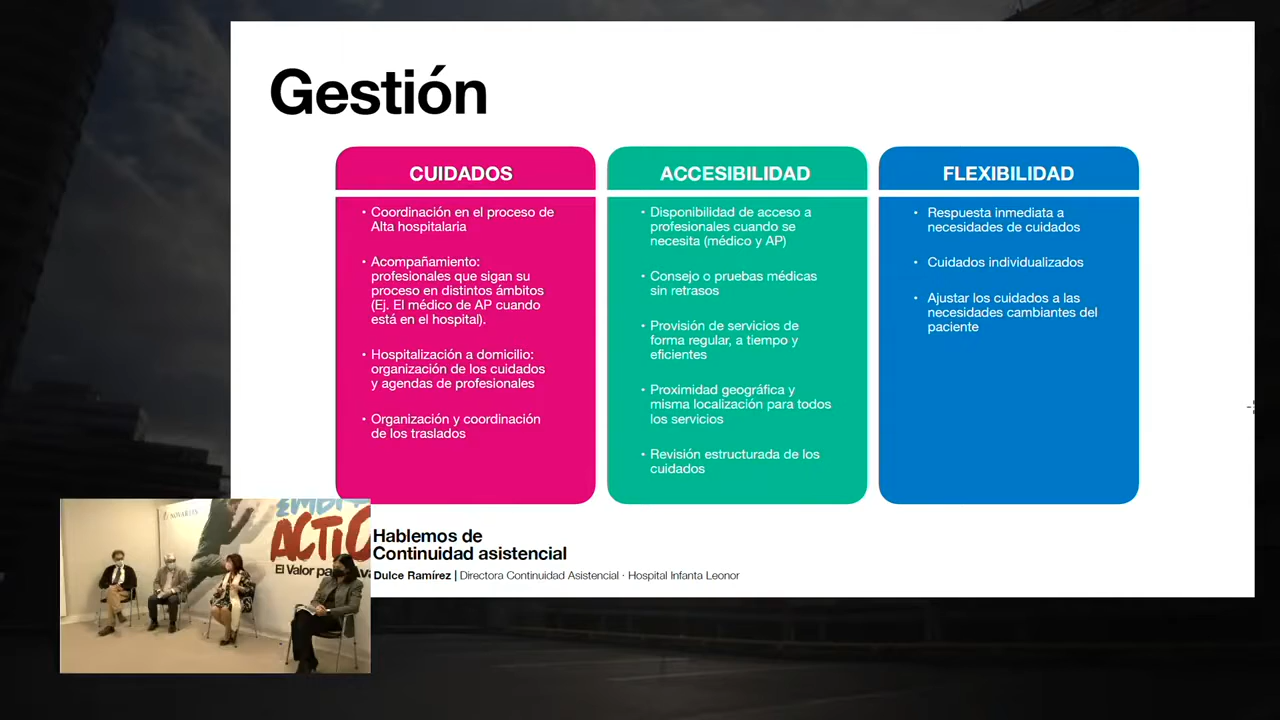 Gestión
CUIDADOS
• Coordinación en el proceso de
Alta hospitalaria
• Acompañamiento:
profesionales que sigan su
proceso en distintos ámbitos
(Ej. El médico de AP cuando
está en el hospital).
• Hospitalización a domicilio:
organización de los cuidados
y agendas de profesionales
• Organización y coordinación
de los traslados
ACCESIBILIDAD
• Disponibilidad de acceso a
profesionales cuando se
necesita (médico y AP)
• Consejo o pruebas médicas
sin retrasos
• Provisión de servicios de
forma regular, a tiempo y
eficientes
• Proximidad geográfica y
misma localización para todos
los servicios
• Revisión estructurada de los
cuidados
FLEXIBILIDAD
• Respuesta inmediata a
necesidades de cuidados
• Cuidados individualizados
• Ajustar los cuidados a las
necesidades cambiantes del
paciente
NOVARTIS
ACTIO
El Valor
Hablemos de
Continuidad asistencial
Dulce Ramírez | Directora Continuidad Asistencial · Hospital Infanta Leonor